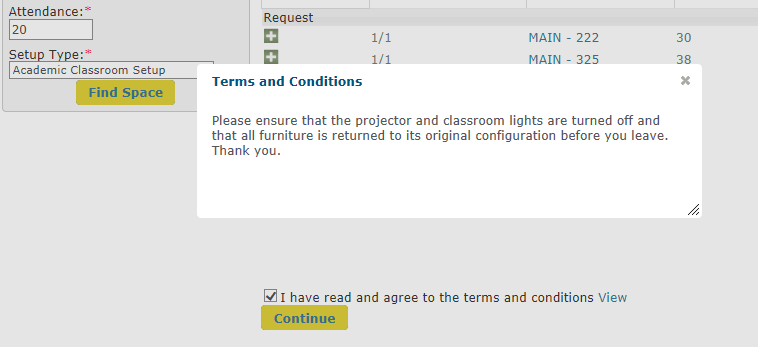 Attendance:*
20
Setup Type:*
Academic Classroom Setup
Find Space
Request
1/1 MAIN - 222 30
1/1 MAIN - 325 38
Terms and Conditions
Please ensure that the projector and classroom lights are turned off and
that all furniture is returned to its original configuration before you leave.
Thank you.
I have read and agree to the terms and conditions View
Continue